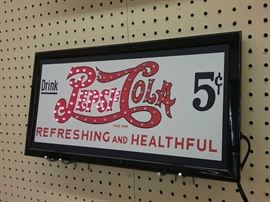 Drink
PEPSI COLA 5¢
REFRESHING AND HEALTHFUL